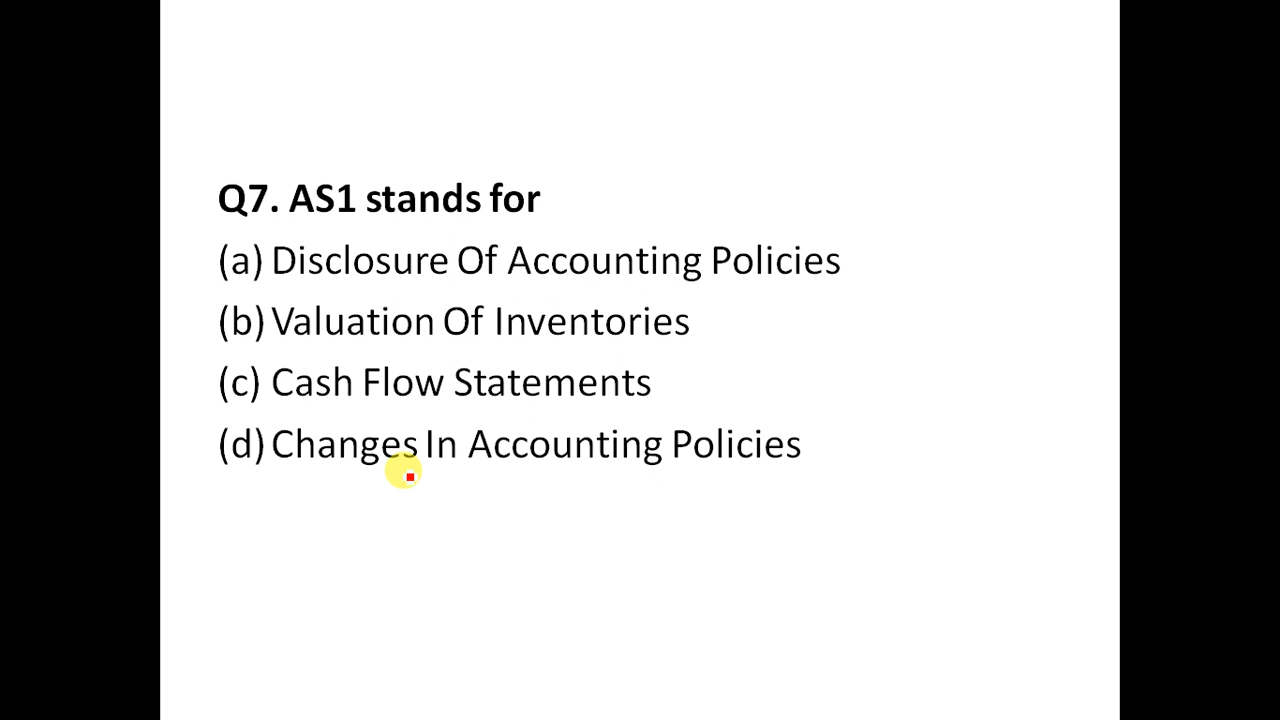 Q7. AS1 stands for
(a) Disclosure Of Accounting Policies
(b) Valuation Of Inventories
(c) Cash Flow Statements
(d) Changes In Accounting Policies